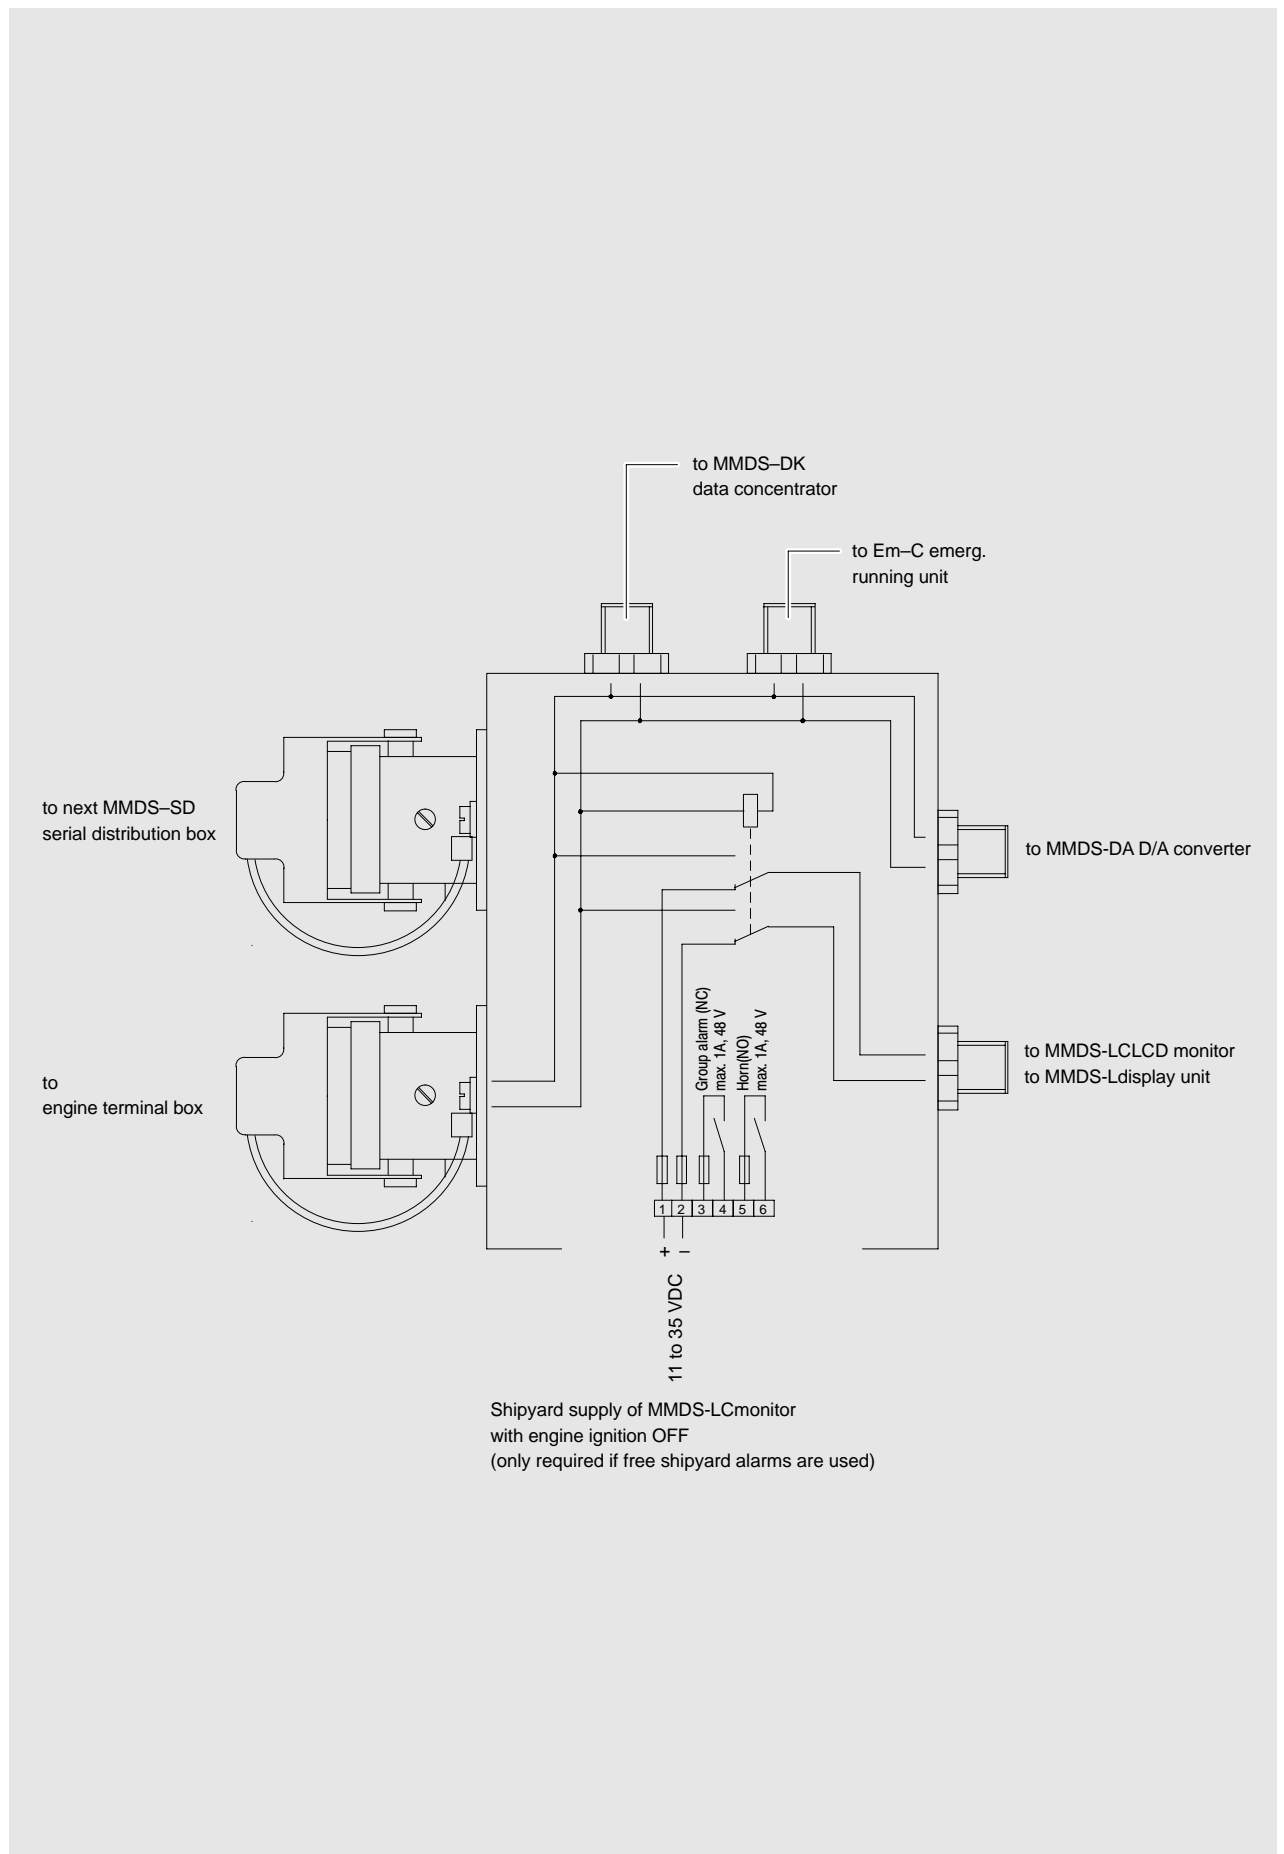 to MMDS–DK
data concentrator
to Em–C emerg.
running unit
to next MMDS–SD
serial distribution box
to MMDS-DA D/A converter
Group alarm (NC)
max. 1A, 48 V
Horn(NO)
max. 1A, 48 V
to MMDS-LCLCD monitor
to MMDS-Ldisplay unit
to
engine terminal box
1 2 3 4 5 6
+ –
11 to 35 VDC
Shipyard supply of MMDS-LCmonitor
with engine ignition OFF
(only required if free shipyard alarms are used)